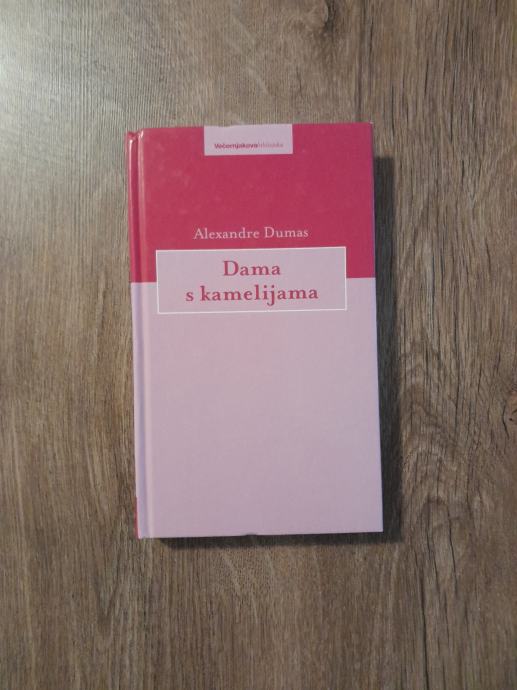 Večernjakova biblioteka
Alexandre Dumas
Dama
s kamelijama